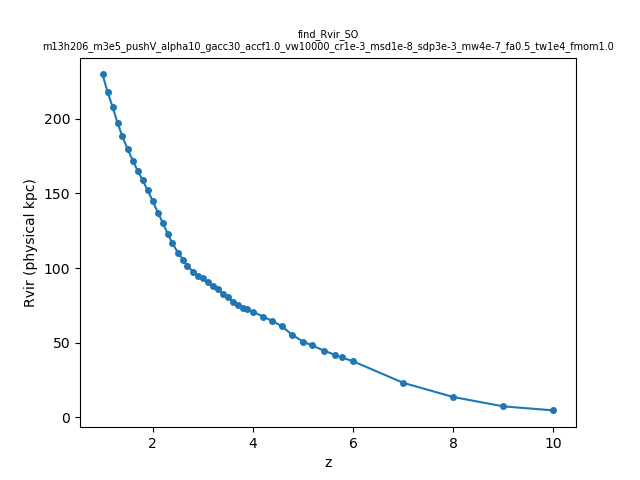 find_Rvir_SO
m13h206_m3e5_pushV_alpha10_gacc30_accf1.0_vw10000_cr1e-3_msd1e-8_sdp3e-3_mw4e-7_fa0.5_tw1e4_fmom1.0
Rvir (physical kpc)
200
150
100
50
0
2
4
6
8
10
z